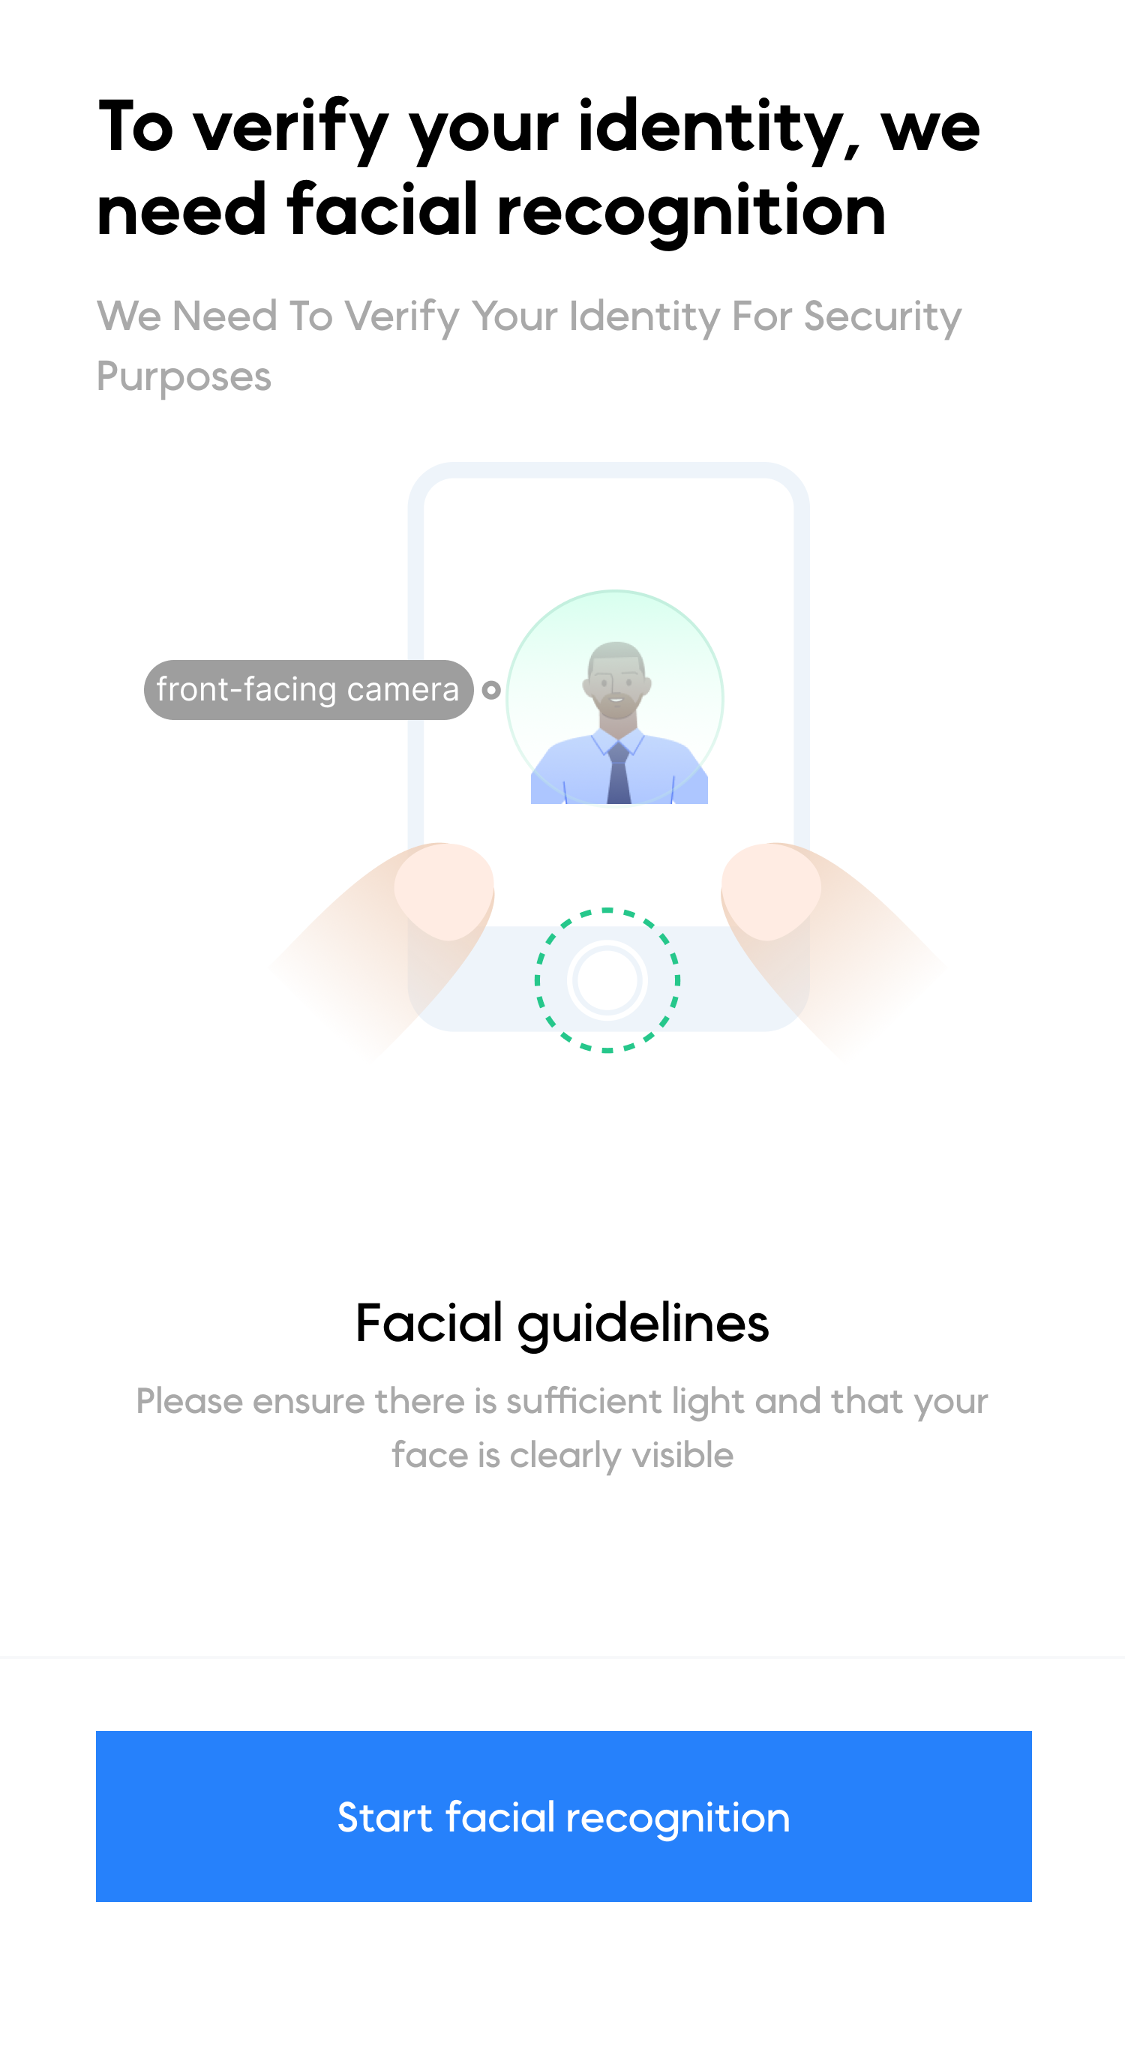 To verify your identity, we
need facial recognition
We Need To Verify Your Identity For Security
Purposes
front-facing camera
Facial guidelines
Please ensure there is sufficient light and that your
face is clearly visible
Start facial recognition